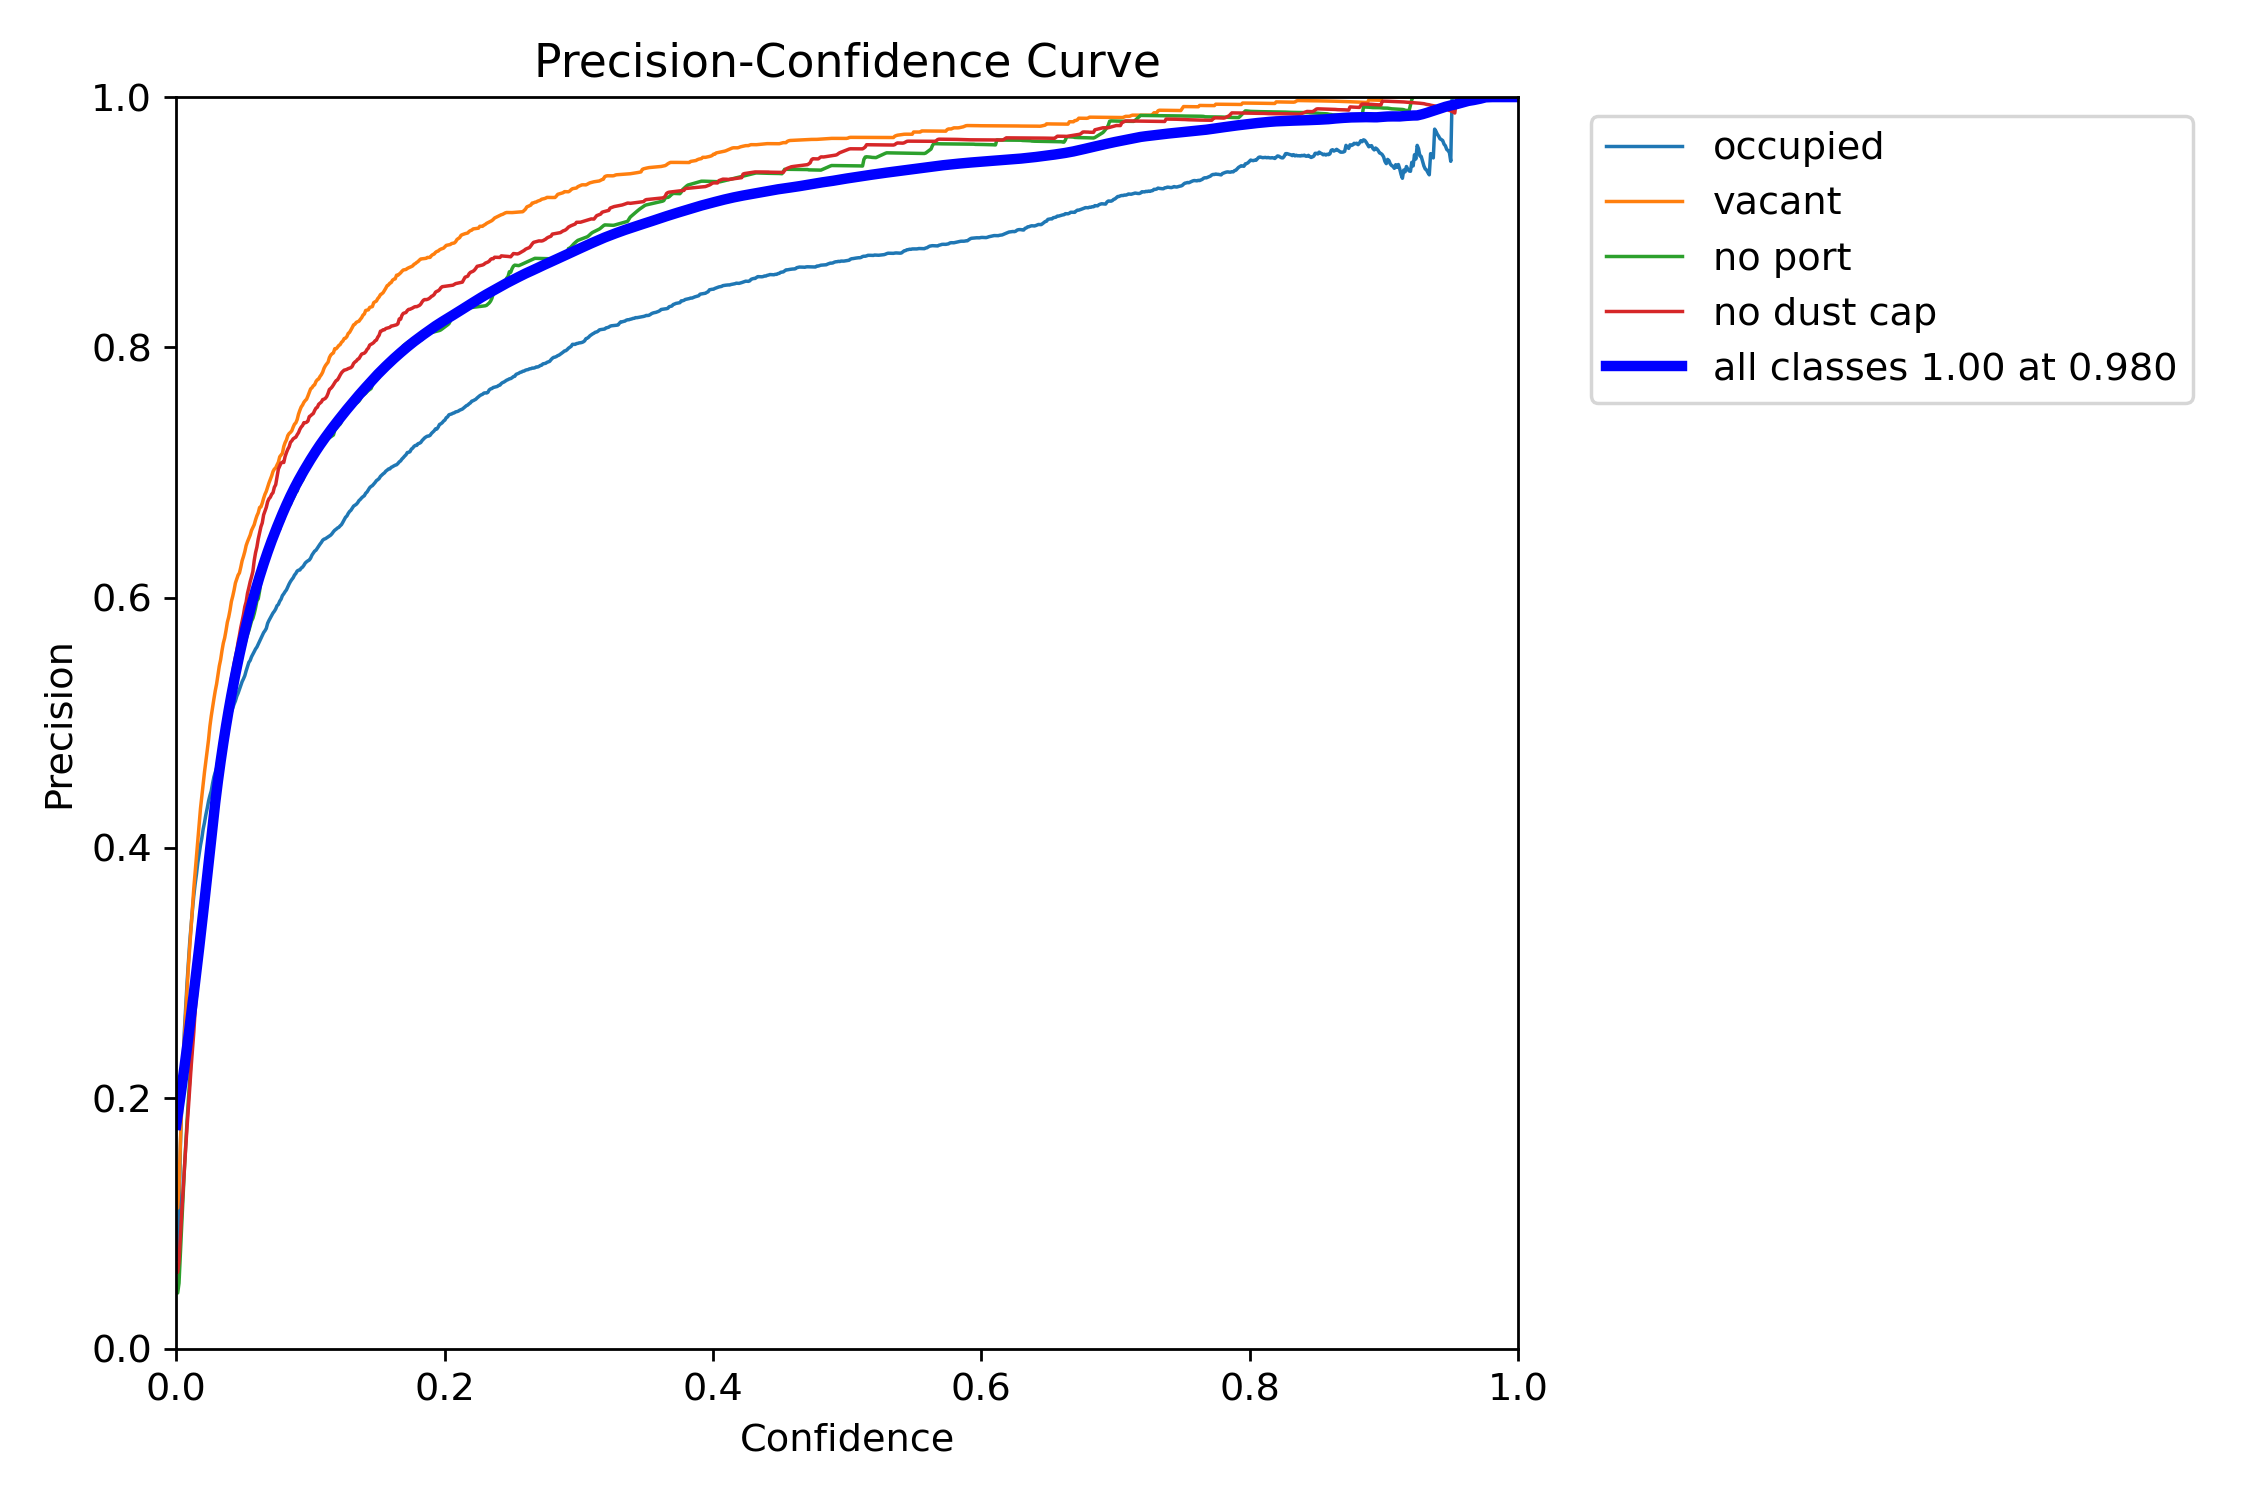 Precision-Confidence Curve
1.0
0.8
0.6
0.4
0.2
0.0
Precision
0.0 0.2 0.4 0.6 0.8 1.0
Confidence
occupied
vacant
no port
no dust cap
all classes 1.00 at 0.980